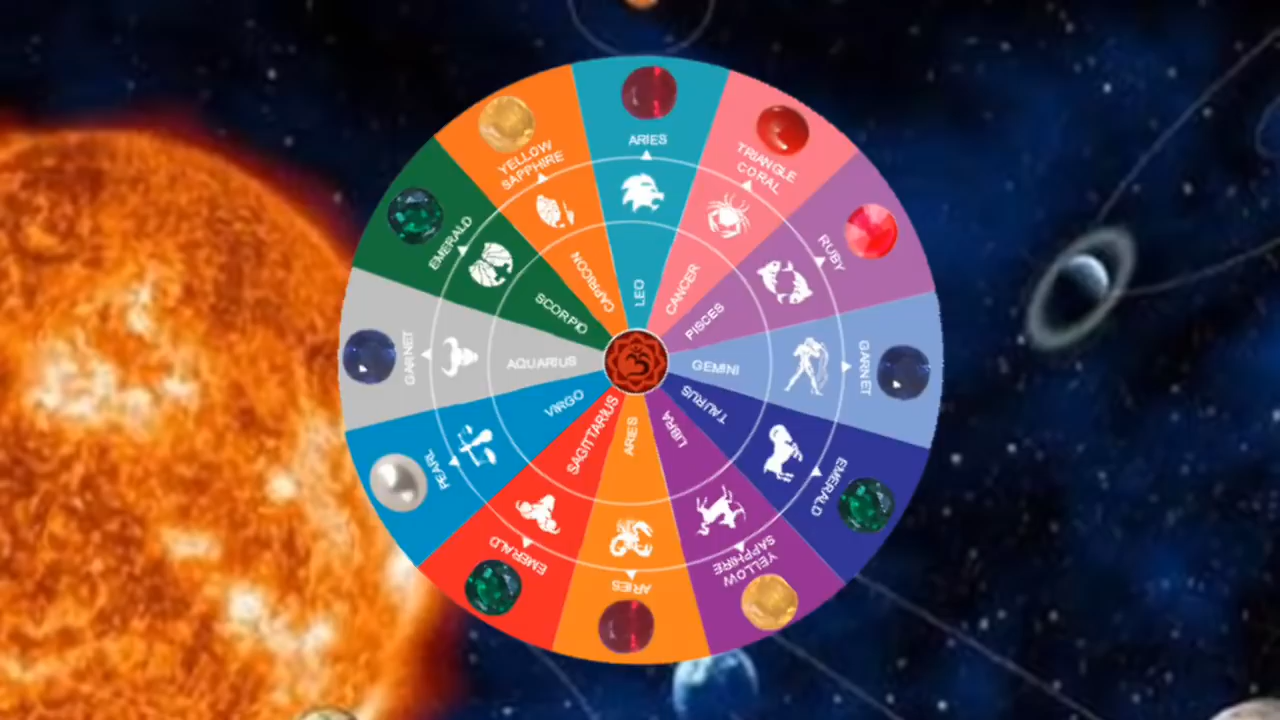 ARIES
LEO
TRIANGLE
CORAL
CANCER
RUBY
PISCES
GARNET
GEMINI
EMERALD
TAURUS
YELLOW
SAPPHIRE
LIBRA
ARIES
ARIES
EMERALD
SAGITTARIUS
PEARL
VIRGO
GARNET
AQUARIUS
EMERALD
SCORPIO
YELLOW
SAPPHIRE
CAPRICON
ॐ